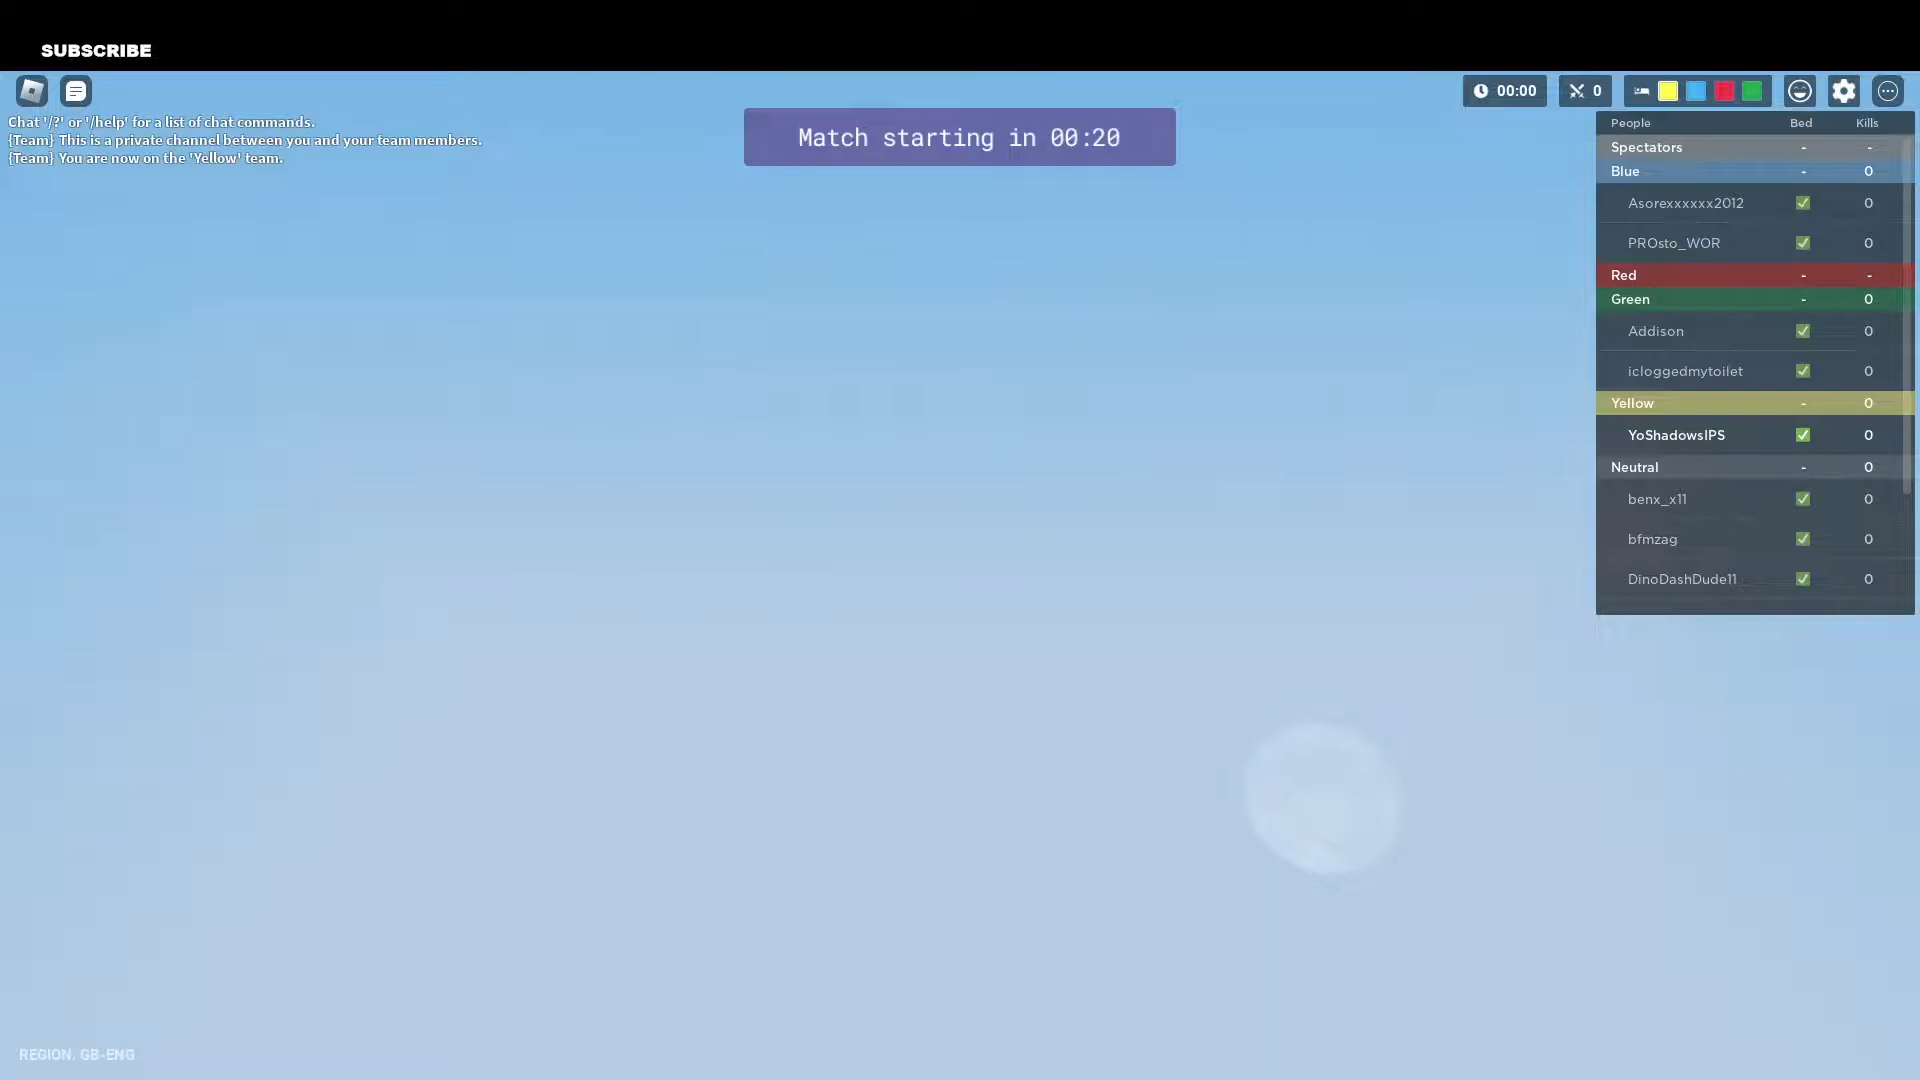 SUBSCRIBE
00:00
0
Chat '/?' or '/help' for a list of chat commands.
{Team} This is a private channel between you and your team members.
{Team} You are now on the 'Yellow' team.
Match starting in 00:20
People Bed Kills
Spectators - -
Blue - 0
Asorexxxxxx2012 0
PROsto_WOR 0
Red - -
Green - 0
Addison 0
icloggedmytoilet 0
Yellow - 0
YoShadowsIPS 0
Neutral - 0
benx_x11 0
bfmzag 0
DinoDashDude11 0
REGION: GB-ENG